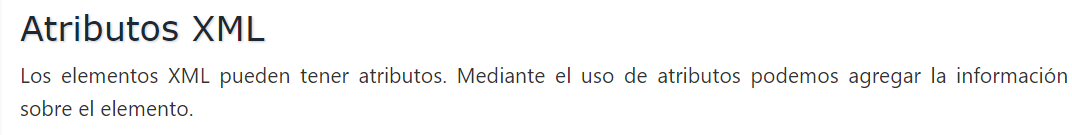 Atributos XML
Los elementos XML pueden tener atributos. Mediante el uso de atributos podemos agregar la información
sobre el elemento.